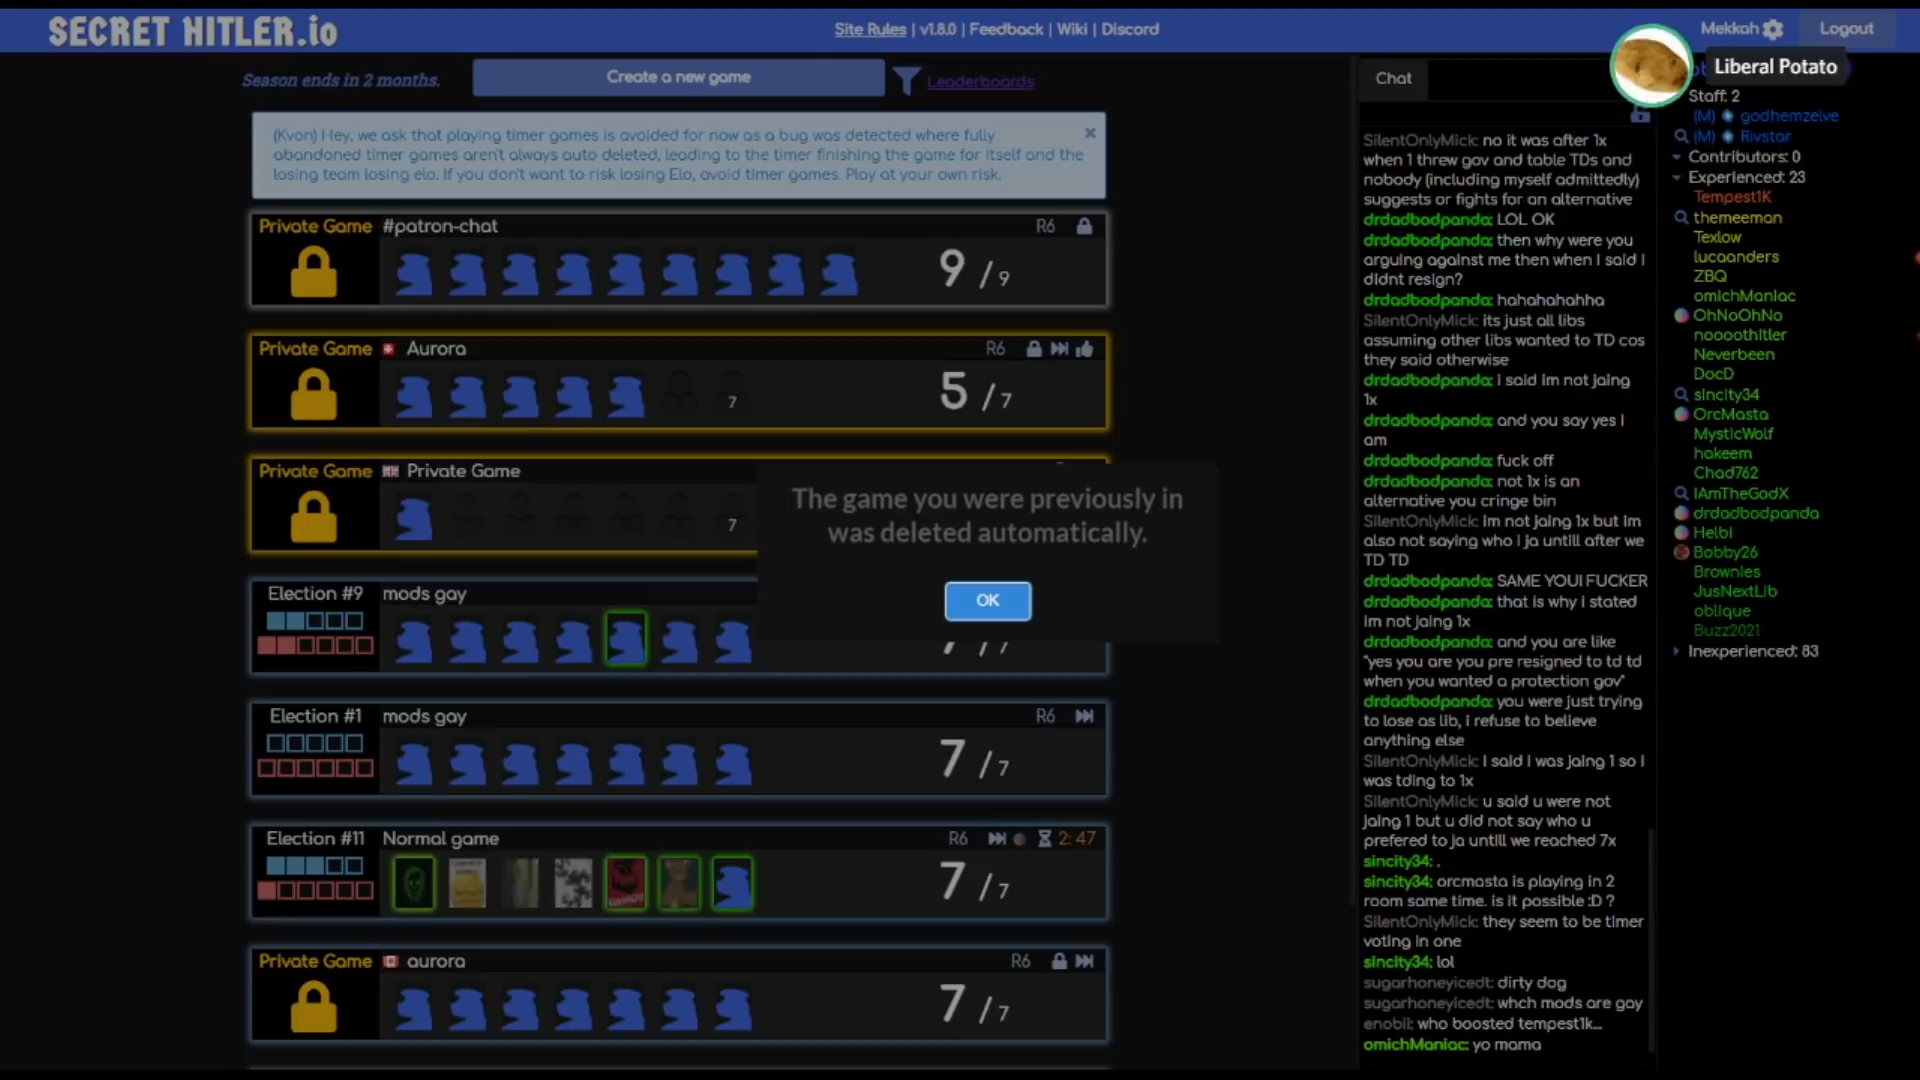 SECRET HITLER.io
Site Rules | v1.8.0 | Feedback | Wiki | Discord
Mekkah
Logout
Season ends in 2 months.
Create a new game
Leaderboards
(Kvon) Hey, we ask that playing timer games is avoided for now as a bug was detected where fully
abandoned timer games aren't always auto deleted, leading to the timer finishing the game for itself and the
losing team losing elo. If you don't want to risk losing Elo, avoid timer games. Play at your own risk.
Private Game #patron-chat R6
9 / 9
Private Game Aurora R6
7
5 / 7
Private Game Private Game
7
The game you were previously in
was deleted automatically.
OK
Election #9 mods gay
7 / 7
Election #1 mods gay R6
7 / 7
Election #11 Normal game R6 2:47
7 / 7
Private Game aurora R6
7 / 7
Chat
SilentOnlyMick: no it was after 1x
when 1 threw gov and table TDs and
nobody (including myself admittedly)
suggests or fights for an alternative
drdadbodpanda: LOL OK
drdadbodpanda: then why were you
arguing against me then when I said I
didnt resign?
drdadbodpanda: hahahahahha
SilentOnlyMick: its just all libs
assuming other libs wanted to TD cos
they said otherwise
drdadbodpanda: i said im not jaing
1x
drdadbodpanda: and you say yes I
am
drdadbodpanda: fuck off
drdadbodpanda: not 1x is an
alternative you cringe bin
SilentOnlyMick: im not jaing 1x but im
also not saying who i ja untill after we
TD TD
drdadbodpanda: SAME YOUI FUCKER
drdadbodpanda: that is why i stated
im not jaing 1x
drdadbodpanda: and you are like
"yes you are you pre resigned to td td
when you wanted a protection gov"
drdadbodpanda: you were just trying
to lose as lib, i refuse to believe
anything else
SilentOnlyMick: I said I was jaing 1 so I
was tding to 1x
SilentOnlyMick: u said u were not
jaing 1 but u did not say who u
prefered to ja untill we reached 7x
sincity34: .
sincity34: orcmasta is playing in 2
room same time. is it possible :D ?
SilentOnlyMick: they seem to be timer
voting in one
sincity34: lol
sugarhoneyicedt: dirty dog
sugarhoneyicedt: whch mods are gay
enobii: who boosted tempest1k...
omichManiac: yo mama
Liberal Potato
Staff: 2
(M) godhemzelve
(M) Rivstar
Contributors: 0
Experienced: 23
Tempest1K
themeeman
Texlow
lucaanders
ZBQ
omichManiac
OhNoOhNo
noooothitler
Neverbeen
DocD
sincity34
OrcMasta
MysticWolf
hakeem
Chad762
IAmTheGodX
drdadbodpanda
Helbi
Bobby26
Brownies
JusNextLib
oblique
Buzz2021
Inexperienced: 83